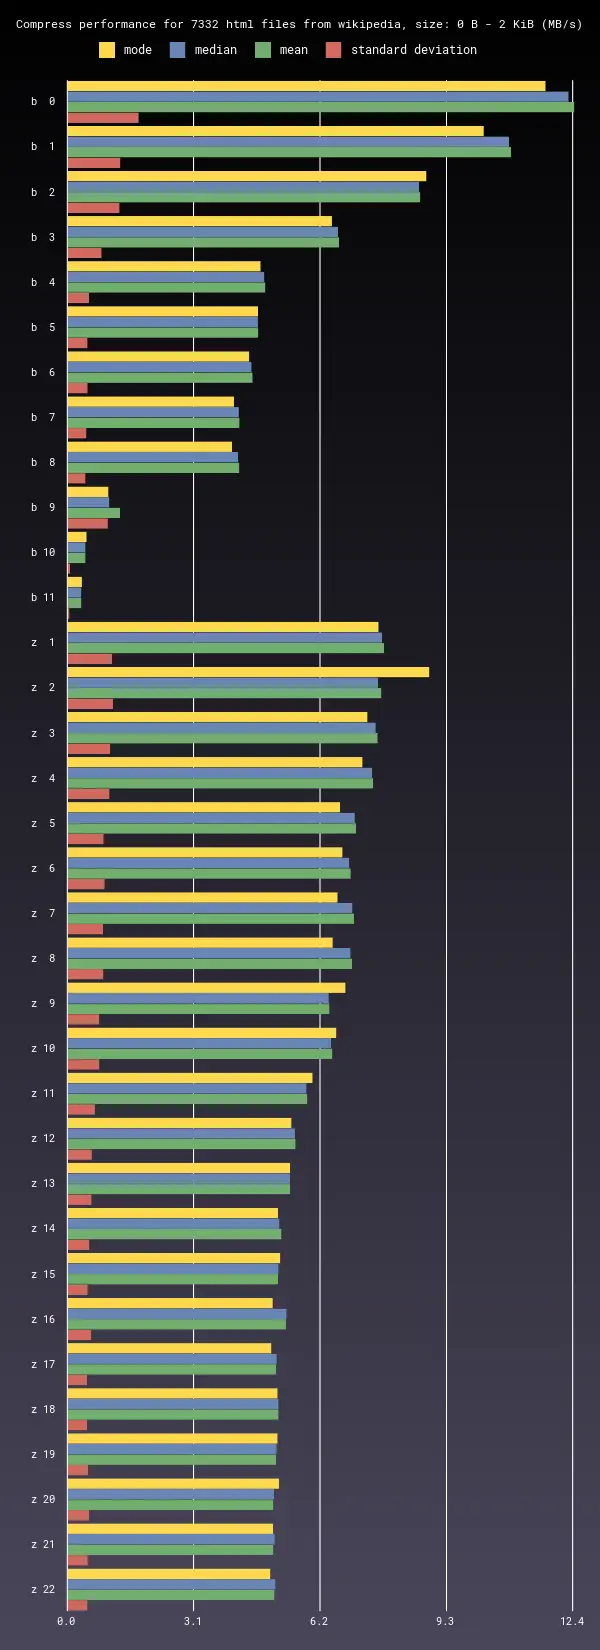 Compress performance for 7332 html files from wikipedia, size: 0 B - 2 KiB (MB/s)
mode median mean standard deviation
b 0
b 1
b 2
b 3
b 4
b 5
b 6
b 7
b 8
b 9
b 10
b 11
z 1
z 2
z 3
z 4
z 5
z 6
z 7
z 8
z 9
z 10
z 11
z 12
z 13
z 14
z 15
z 16
z 17
z 18
z 19
z 20
z 21
z 22
0.0 3.1 6.2 9.3 12.4